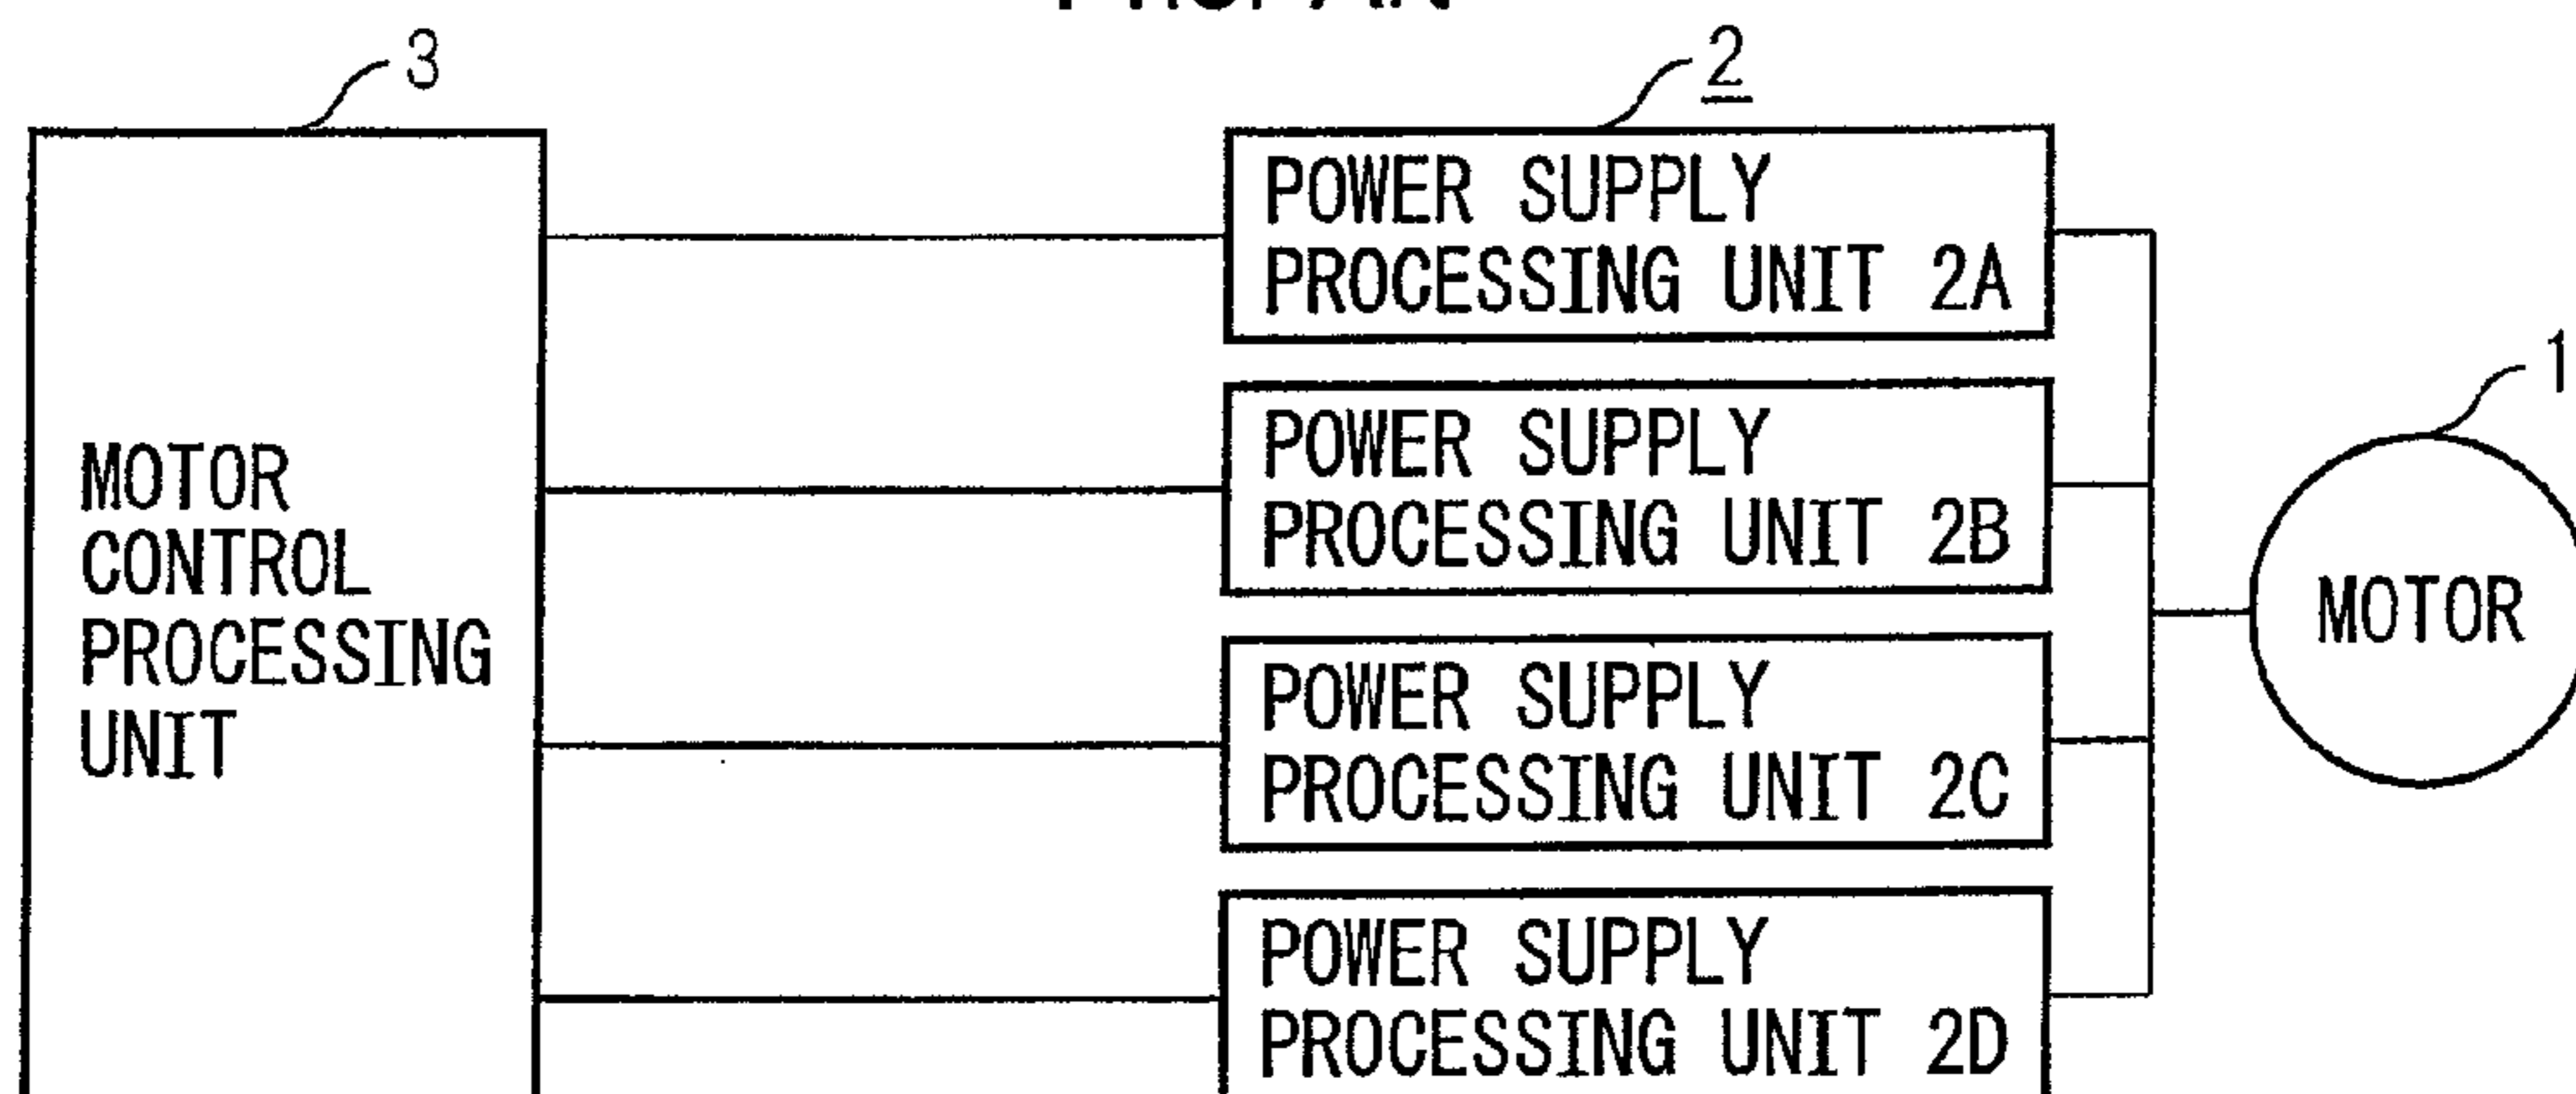 3
2
POWER SUPPLY
PROCESSING UNIT 2A
1
POWER SUPPLY
PROCESSING UNIT 2B
MOTOR
CONTROL
PROCESSING
UNIT
MOTOR
POWER SUPPLY
PROCESSING UNIT 2C
POWER SUPPLY
PROCESSING UNIT 2D